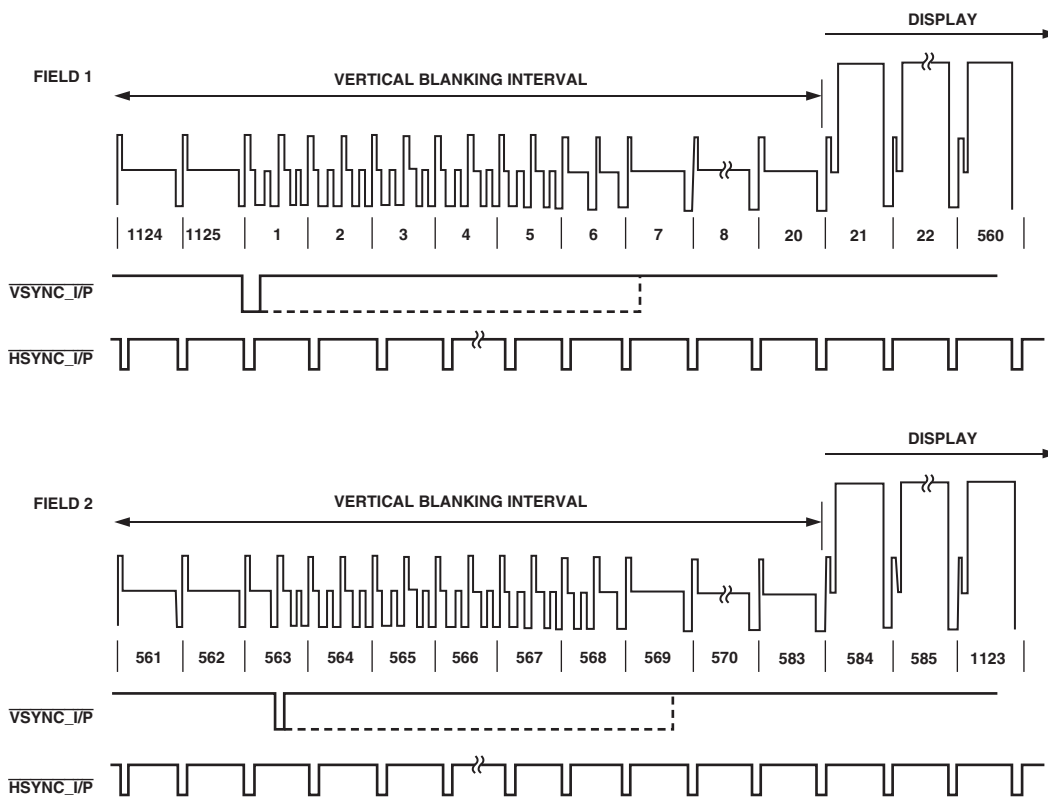 DISPLAY
FIELD 1
VERTICAL BLANKING INTERVAL
1124 1125 1 2 3 4 5 6 7 8 20 21 22 560
VSYNC_I/P
HSYNC_I/P
DISPLAY
FIELD 2
VERTICAL BLANKING INTERVAL
561 562 563 564 565 566 567 568 569 570 583 584 585 1123
VSYNC_I/P
HSYNC_I/P